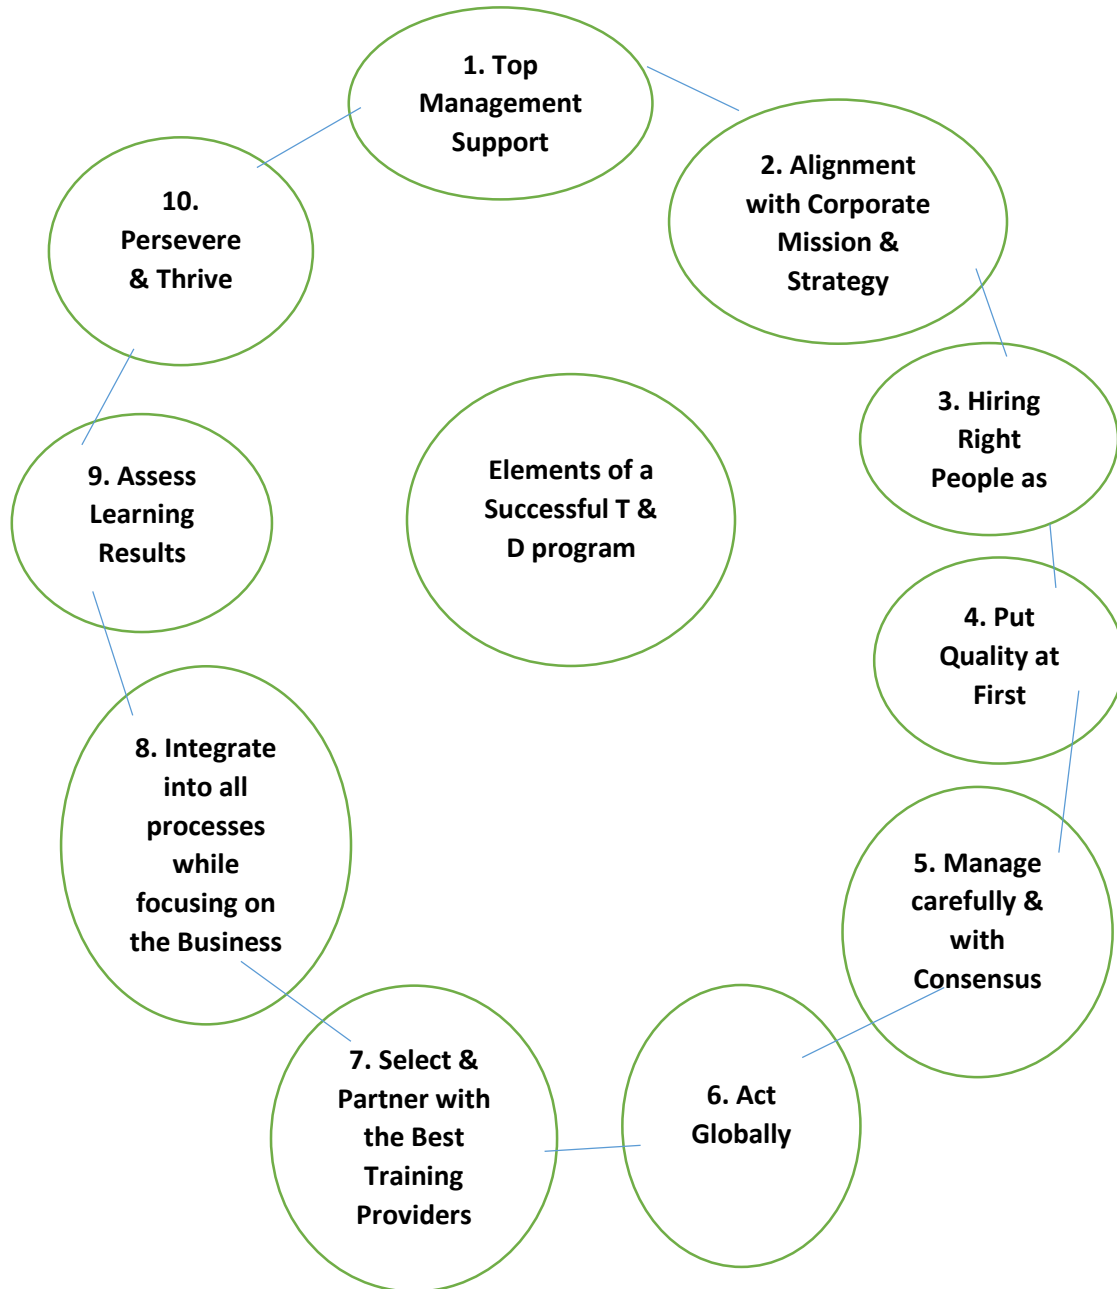 1. Top
Management
Support
2. Alignment
with Corporate
Mission &
Strategy
3. Hiring
Right
People as
4. Put
Quality at
First
5. Manage
carefully &
with
Consensus
6. Act
Globally
7. Select &
Partner with
the Best
Training
Providers
8. Integrate
into all
processes
while
focusing on
the Business
9. Assess
Learning
Results
10.
Persevere
& Thrive
Elements of a
Successful T &
D program